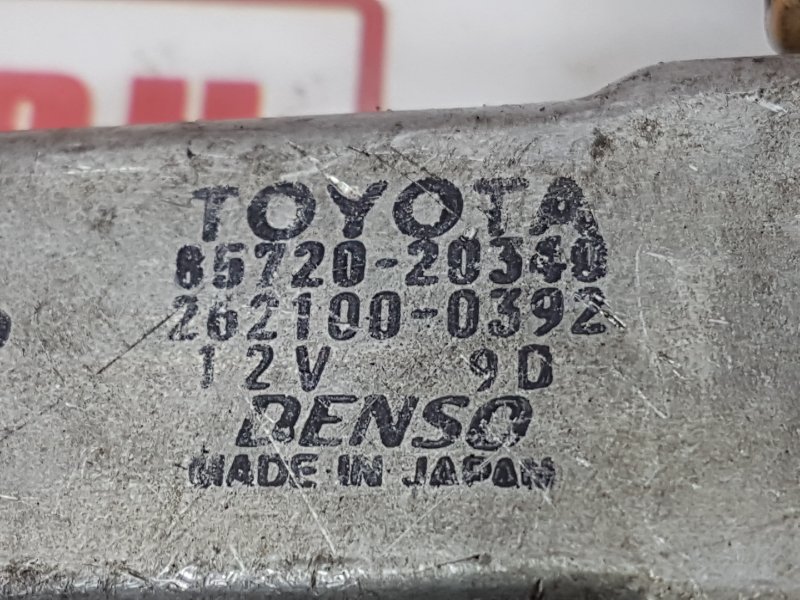 TOYOTA
85720-20340
262100-0392
12V 9D
DENSO
MADE IN JAPAN